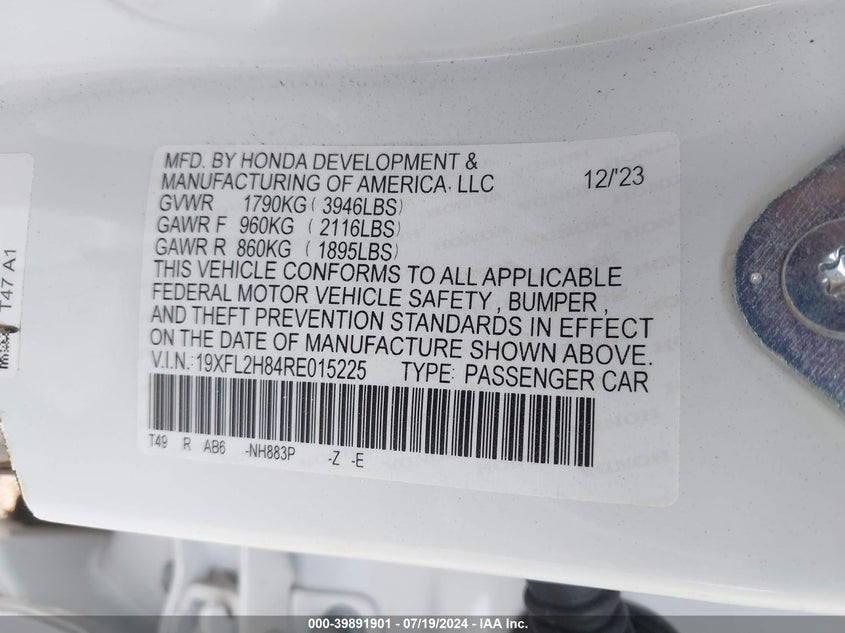 MFD. BY HONDA DEVELOPMENT &
MANUFACTURING OF AMERICA, LLC 12/'23
GVWR 1790KG ( 3946LBS)
GAWR F 960KG ( 2116LBS)
GAWR R 860KG ( 1895LBS)
THIS VEHICLE CONFORMS TO ALL APPLICABLE
FEDERAL MOTOR VEHICLE SAFETY, BUMPER,
AND THEFT PREVENTION STANDARDS IN EFFECT
ON THE DATE OF MANUFACTURE SHOWN ABOVE.
V.I.N.:19XFL2H84RE015225 TYPE: PASSENGER CAR
T49 R AB6 -NH883P -Z -E
T47 A1
HONDA
000-39891901 / 07/19/2024 - IAA Inc.